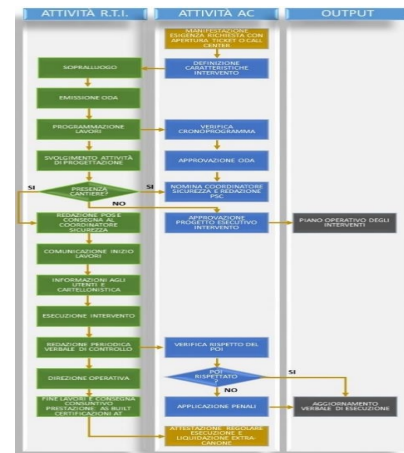 ATTIVITÀ R.T.I.
ATTIVITÀ AC
OUTPUT
MANIFESTAZIONE
ESIGENZA RICHIESTA CON
APERTURA TICKET O CALL
CENTER
SOPRALLUOGO
DEFINIZIONE
CARATTERISTICHE
INTERVENTO
EMISSIONE ODA
PROGRAMMAZIONE
LAVORI
VERIFICA
CRONOPROGRAMMA
SVOLGIMENTO ATTIVITÀ
DI PROGETTAZIONE
APPROVAZIONE ODA
SI
PRESENZA
CANTIERE?
SI
NO
NOMINA COORDINATORE
SICUREZZA E REDAZIONE
PSC
REDAZIONE POS E
CONSEGNA AL
COORDINATORE
SICUREZZA
APPROVAZIONE
PROGETTO ESECUTIVO
INTERVENTO
PIANO OPERATIVO DEGLI
INTERVENTI
COMUNICAZIONE INIZIO
LAVORI
INFORMAZIONI AGLI
UTENTI E
CARTELLONISTICA
ESECUZIONE INTERVENTO
REDAZIONE PERIODICA
VERBALE DI CONTROLLO
VERIFICA RISPETTO DEL
POI
DIREZIONE OPERATIVA
POI
RISPETTATO
?
SI
NO
FINE LAVORI E CONSEGNA
CONSUNTIVO
PRESTAZIONE, AS BUILT
CERTIFICAZIONI AT
APPLICAZIONE PENALI
AGGIORNAMENTO
VERBALE DI ESECUZIONE
ATTESTAZIONE REGOLARE
ESECUZIONE E
LIQUIDAZIONE EXTRA-
CANONE